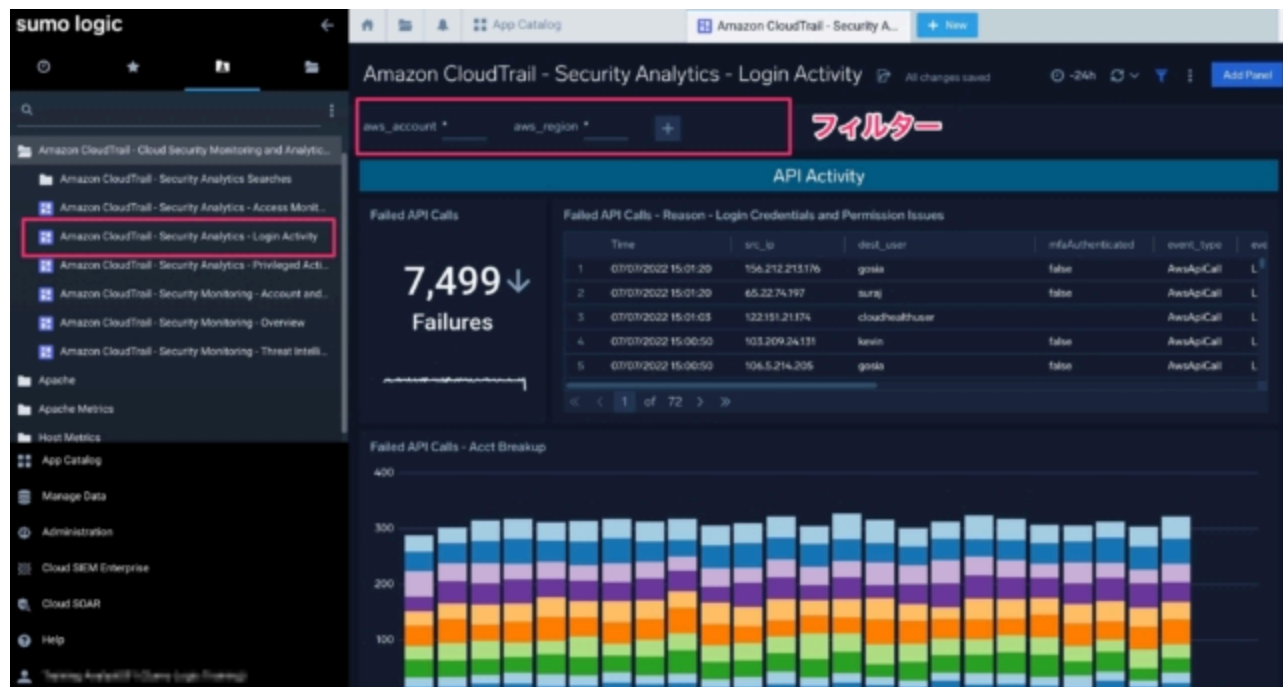 sumo logic
App Catalog
Amazon CloudTrail - Security A...
+ New
Amazon CloudTrail - Security Analytics - Login Activity
All changes saved
-24h
Add Panel
aws_account *
aws_region *
+
フィルター
Amazon CloudTrail - Cloud Security Monitoring and Analytic...
Amazon CloudTrail - Security Analytics Searches
Amazon CloudTrail - Security Analytics - Access Monit...
Amazon CloudTrail - Security Analytics - Login Activity
Amazon CloudTrail - Security Analytics - Privileged Acti...
Amazon CloudTrail - Security Monitoring - Account and...
Amazon CloudTrail - Security Monitoring - Overview
Amazon CloudTrail - Security Monitoring - Threat Intelli...
Apache
Apache Metrics
Host Metrics
App Catalog
Manage Data
Administration
Cloud SIEM Enterprise
Cloud SOAR
Help
API Activity
Failed API Calls
7,499
Failures
Failed API Calls - Reason - Login Credentials and Permission Issues
Time src_ip dest_user mfaAuthenticated event_type eve
1 07/07/2022 15:01:20 156.212.213.176 gosia false AwsApiCall L
2 07/07/2022 15:01:20 65.22.74.197 suraj false AwsApiCall L
3 07/07/2022 15:01:03 122.151.21.174 cloudhealthuser AwsApiCall L
4 07/07/2022 15:00:50 103.209.24.131 kevin false AwsApiCall L
5 07/07/2022 15:00:50 106.5.214.205 gosia false AwsApiCall L
1 of 72
Failed API Calls - Acct Breakup
400
300
200
100